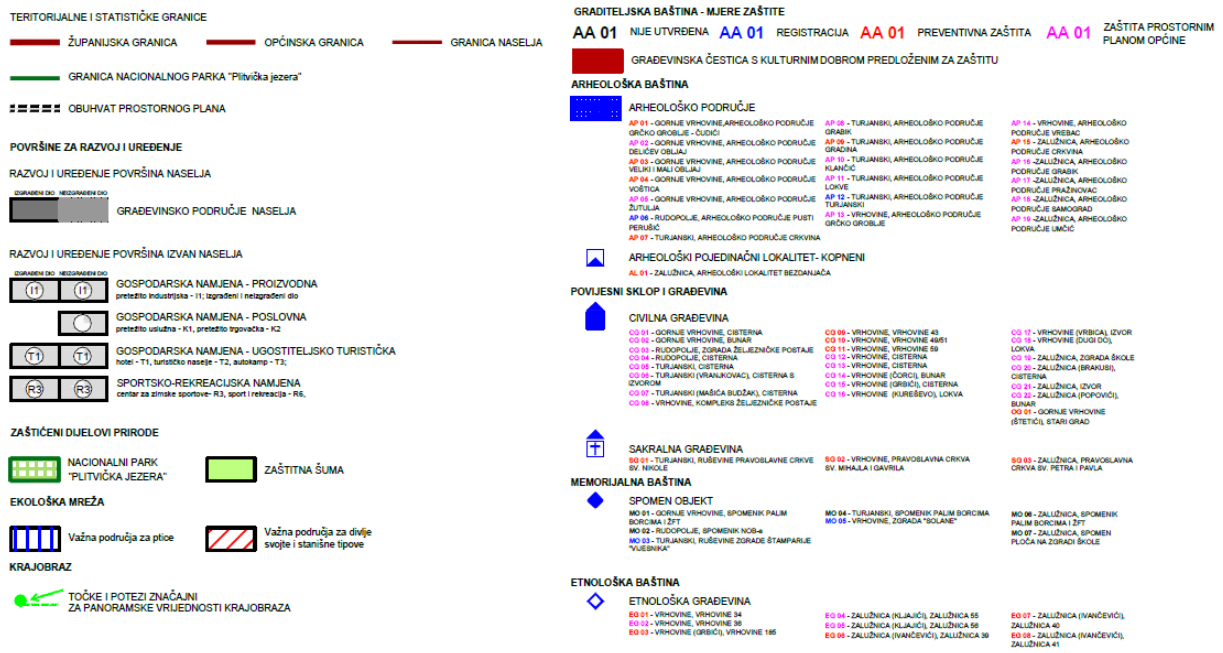 TERITORIJALNE I STATISTIČKE GRANICE
ŽUPANIJSKA GRANICA
OPĆINSKA GRANICA
GRANICA NASELJA
GRANICA NACIONALNOG PARKA "Plitvička jezera"
OBUHVAT PROSTORNOG PLANA
POVRŠINE ZA RAZVOJ I UREĐENJE
RAZVOJ I UREĐENJE POVRŠINA NASELJA
IZGRAĐENI DIO NEIZGRAĐENI DIO
GRAĐEVINSKO PODRUČJE NASELJA
RAZVOJ I UREĐENJE POVRŠINA IZVAN NASELJA
IZGRAĐENI DIO NEIZGRAĐENI DIO
I1 I1
GOSPODARSKA NAMJENA - PROIZVODNA
pretežito industrijska - I1; izgrađeni i neizgrađeni dio
GOSPODARSKA NAMJENA - POSLOVNA
pretežito uslužna - K1, pretežito trgovačka - K2
T1 T1
GOSPODARSKA NAMJENA - UGOSTITELJSKO TURISTIČKA
hotel - T1, turističko naselje - T2, autokamp - T3;
R3 R3
SPORTSKO-REKREACIJSKA NAMJENA
centar za zimske sportove- R3, sport i rekreacija - R6,
ZAŠTIĆENI DIJELOVI PRIRODE
NACIONALNI PARK
"PLITVIČKA JEZERA"
ZAŠTITNA ŠUMA
EKOLOŠKA MREŽA
Važna područja za ptice
Važna područja za divlje
svojte i stanišne tipove
KRAJOBRAZ
TOČKE I POTEZI ZNAČAJNI
ZA PANORAMSKE VRIJEDNOSTI KRAJOBRAZA
GRADITELJSKA BAŠTINA - MJERE ZAŠTITE
AA 01 NIJE UTVRĐENA AA 01 REGISTRACIJA AA 01 PREVENTIVNA ZAŠTITA AA 01 ZAŠTITA PROSTORNIM
PLANOM OPĆINE
GRAĐEVINSKA ČESTICA S KULTURNIM DOBROM PREDLOŽENIM ZA ZAŠTITU
ARHEOLOŠKA BAŠTINA
ARHEOLOŠKO PODRUČJE
AP 01 - GORNJE VRHOVINE,ARHEOLOŠKO PODRUČJE
GRČKO GROBLJE - ČUDIĆI
AP 02 - GORNJE VRHOVINE, ARHEOLOŠKO PODRUČJE
DELIĆEV OBLJAJ
AP 03 - GORNJE VRHOVINE, ARHEOLOŠKO PODRUČJE
VELIKI I MALI OBLJAJ
AP 04 - GORNJE VRHOVINE, ARHEOLOŠKO PODRUČJE
VOŠTICA
AP 05 - GORNJE VRHOVINE, ARHEOLOŠKO PODRUČJE
ŽUTULJA
AP 06 - RUDOPOLJE, ARHEOLOŠKO PODRUČJE PUSTI
PERUŠIĆ
AP 07 - TURJANSKI, ARHEOLOŠKO PODRUČJE CRKVINA
AP 08 - TURJANSKI, ARHEOLOŠKO PODRUČJE
GRABIK
AP 09 - TURJANSKI, ARHEOLOŠKO PODRUČJE
GRADINA
AP 10 - TURJANSKI, ARHEOLOŠKO PODRUČJE
KLANČIĆ
AP 11 - TURJANSKI, ARHEOLOŠKO PODRUČJE
LOKVE
AP 12 - TURJANSKI, ARHEOLOŠKO PODRUČJE
TURJANSKI
AP 13 - VRHOVINE, ARHEOLOŠKO PODRUČJE
GRČKO GROBLJE
AP 14 - VRHOVINE, ARHEOLOŠKO
PODRUČJE VREBAC
AP 15 - ZALUŽNICA, ARHEOLOŠKO
PODRUČJE CRKVINA
AP 16 -ZALUŽNICA, ARHEOLOŠKO
PODRUČJE GRABIK
AP 17 -ZALUŽNICA, ARHEOLOŠKO
PODRUČJE PRAŽINOVAC
AP 18 -ZALUŽNICA, ARHEOLOŠKO
PODRUČJE SAMOGRAD
AP 19 -ZALUŽNICA, ARHEOLOŠKO
PODRUČJE UMČIĆ
ARHEOLOŠKI POJEDINAČNI LOKALITET- KOPNENI
AL 01 - ZALUŽNICA, ARHEOLOŠKI LOKALITET BEZDANJAČA
POVIJESNI SKLOP I GRAĐEVINA
CIVILNA GRAĐEVINA
CG 01 - GORNJE VRHOVINE, CISTERNA
CG 02 - GORNJE VRHOVINE, BUNAR
CG 03 - RUDOPOLJE, ZGRADA ŽELJEZNIČKE POSTAJE
CG 04 - RUDOPOLJE, CISTERNA
CG 05 - TURJANSKI, CISTERNA
CG 06 - TURJANSKI (VRANJKOVAC), CISTERNA S
IZVOROM
CG 07 - TURJANSKI (MAŠIĆA BUDŽAK), CISTERNA
CG 08 - VRHOVINE, KOMPLEKS ŽELJEZNIČKE POSTAJE
CG 09 - VRHOVINE, VRHOVINE 43
CG 10 - VRHOVINE, VRHOVINE 49/51
CG 11 - VRHOVINE, VRHOVINE 59
CG 12 - VRHOVINE, CISTERNA
CG 13 - VRHOVINE, CISTERNA
CG 14 - VRHOVINE (ČORCI), BUNAR
CG 15 - VRHOVINE (GRBIĆI), CISTERNA
CG 16 - VRHOVINE (KUREŠEVO), LOKVA
CG 17 - VRHOVINE (VRBICA), IZVOR
CG 18 - VRHOVINE (DUGI DO),
LOKVA
CG 19 - ZALUŽNICA, ZGRADA ŠKOLE
CG 20 - ZALUŽNICA (BRAKUSI),
CISTERNA
CG 21 - ZALUŽNICA, IZVOR
CG 22 - ZALUŽNICA (POPOVIĆI),
BUNAR
OG 01 - GORNJE VRHOVINE
(ŠTETIĆI), STARI GRAD
SAKRALNA GRAĐEVINA
SG 01 - TURJANSKI, RUŠEVINE PRAVOSLAVNE CRKVE
SV. NIKOLE
SG 02 - VRHOVINE, PRAVOSLAVNA CRKVA
SV. MIHAJLA I GAVRILA
SG 03 - ZALUŽNICA, PRAVOSLAVNA
CRKVA SV. PETRA I PAVLA
MEMORIJALNA BAŠTINA
SPOMEN OBJEKT
MO 01 - GORNJE VRHOVINE, SPOMENIK PALIM
BORCIMA I ŽFT
MO 02 - RUDOPOLJE, SPOMENIK NOB-a
MO 03 - TURJANSKI, RUŠEVINE ZGRADE ŠTAMPARIJE
"VIJESNIKA"
MO 04 - TURJANSKI, SPOMENIK PALIM BORCIMA
MO 05 - VRHOVINE, ZGRADA "SOLANE"
MO 06 - ZALUŽNICA, SPOMENIK
PALIM BORCIMA I ŽFT
MO 07 - ZALUŽNICA, SPOMEN
PLOČA NA ZGRADI ŠKOLE
ETNOLOŠKA BAŠTINA
ETNOLOŠKA GRAĐEVINA
EG 01 - VRHOVINE, VRHOVINE 34
EG 02 - VRHOVINE, VRHOVINE 36
EG 03 - VRHOVINE (GRBIĆI), VRHOVINE 185
EG 04 - ZALUŽNICA (KLJAJIĆ), ZALUŽNICA 55
EG 05 - ZALUŽNICA (KLJAJIĆI), ZALUŽNICA 56
EG 06 - ZALUŽNICA (IVANČEVIĆI), ZALUŽNICA 39
EG 07 - ZALUŽNICA (IVANČEVIĆI),
ZALUŽNICA 40
EG 08 - ZALUŽNICA (IVANČEVIĆI),
ZALUŽNICA 41